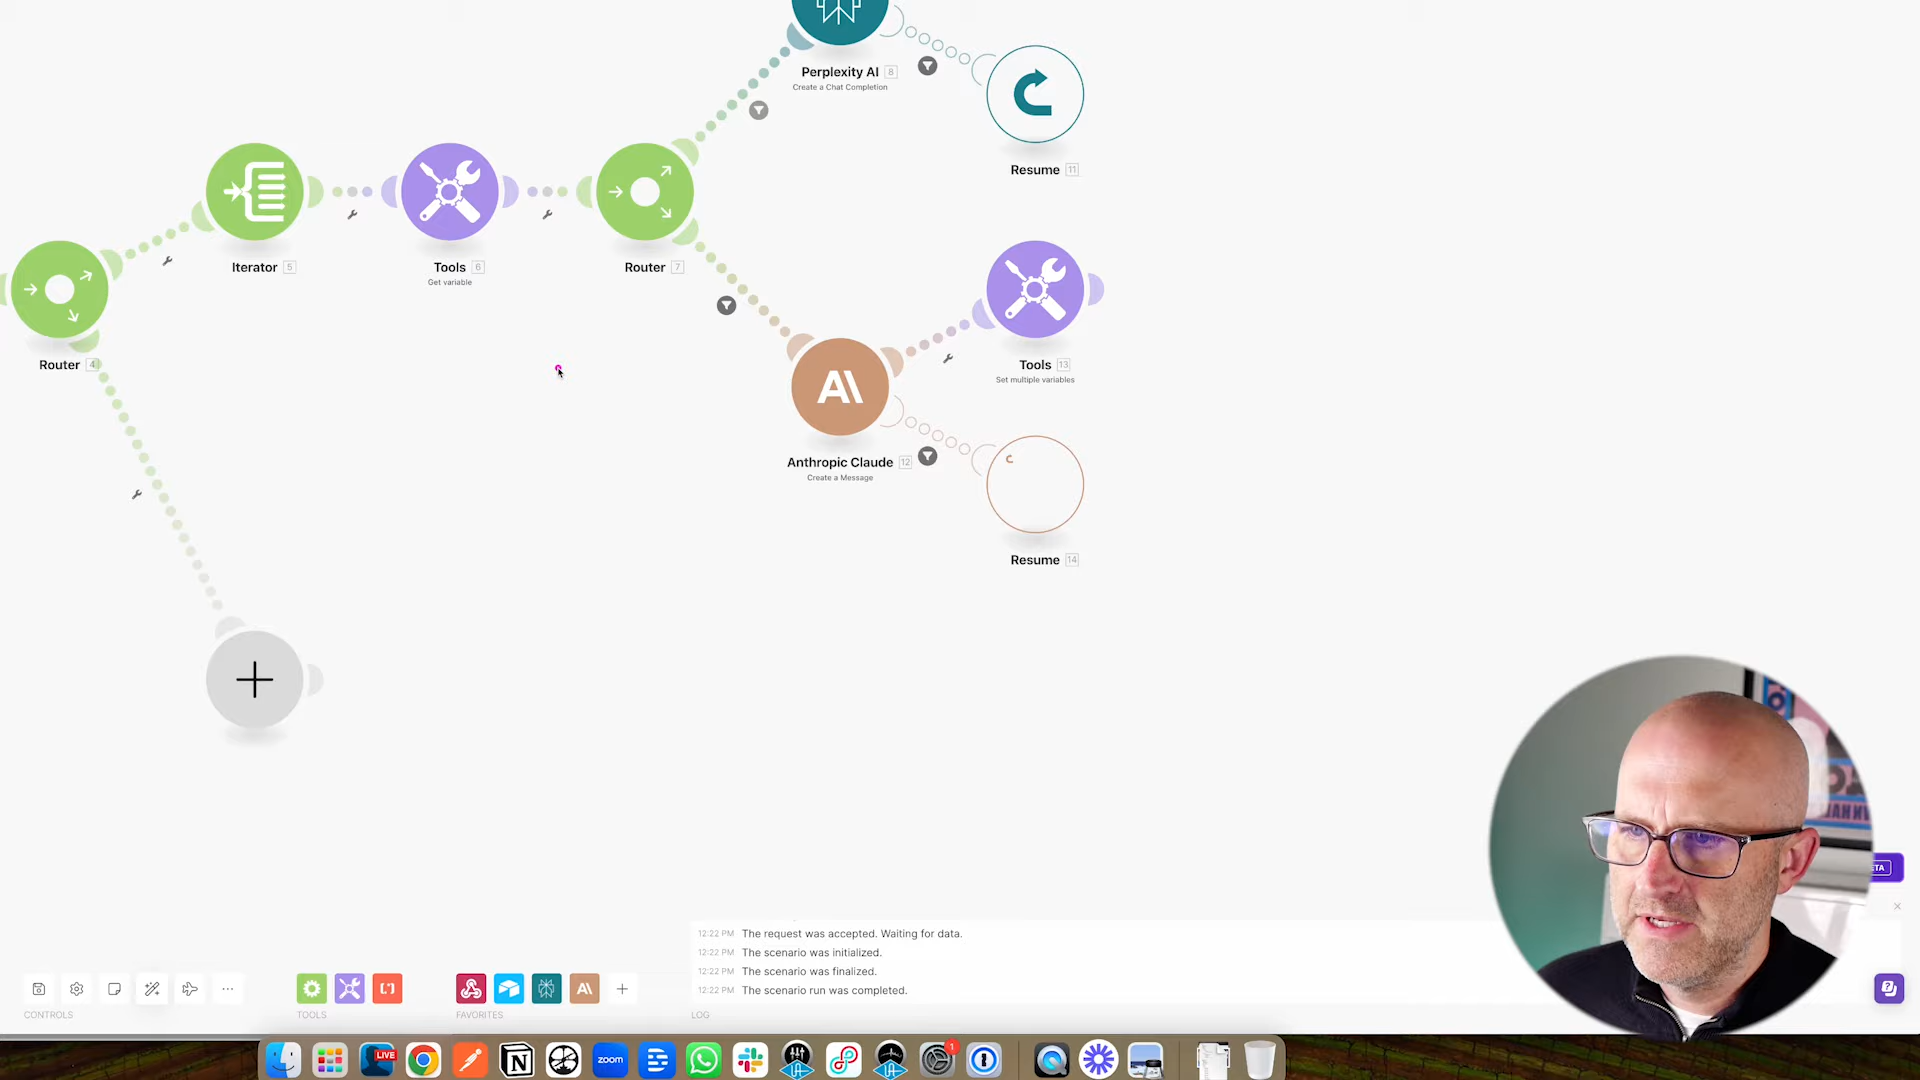 Perplexity AI 8
Create a Chat Completion
Resume 11
Iterator 5
Tools 6
Get variable
Router 7
Router 4
Tools 13
Set multiple variables
AI
Anthropic Claude 12
Create a Message
Resume 14
TA
12:22 PM The request was accepted. Waiting for data.
12:22 PM The scenario was initialized.
12:22 PM The scenario was finalized.
12:22 PM The scenario run was completed.
CONTROLS
TOOLS
FAVORITES
LOG
LIVE
zoom
1